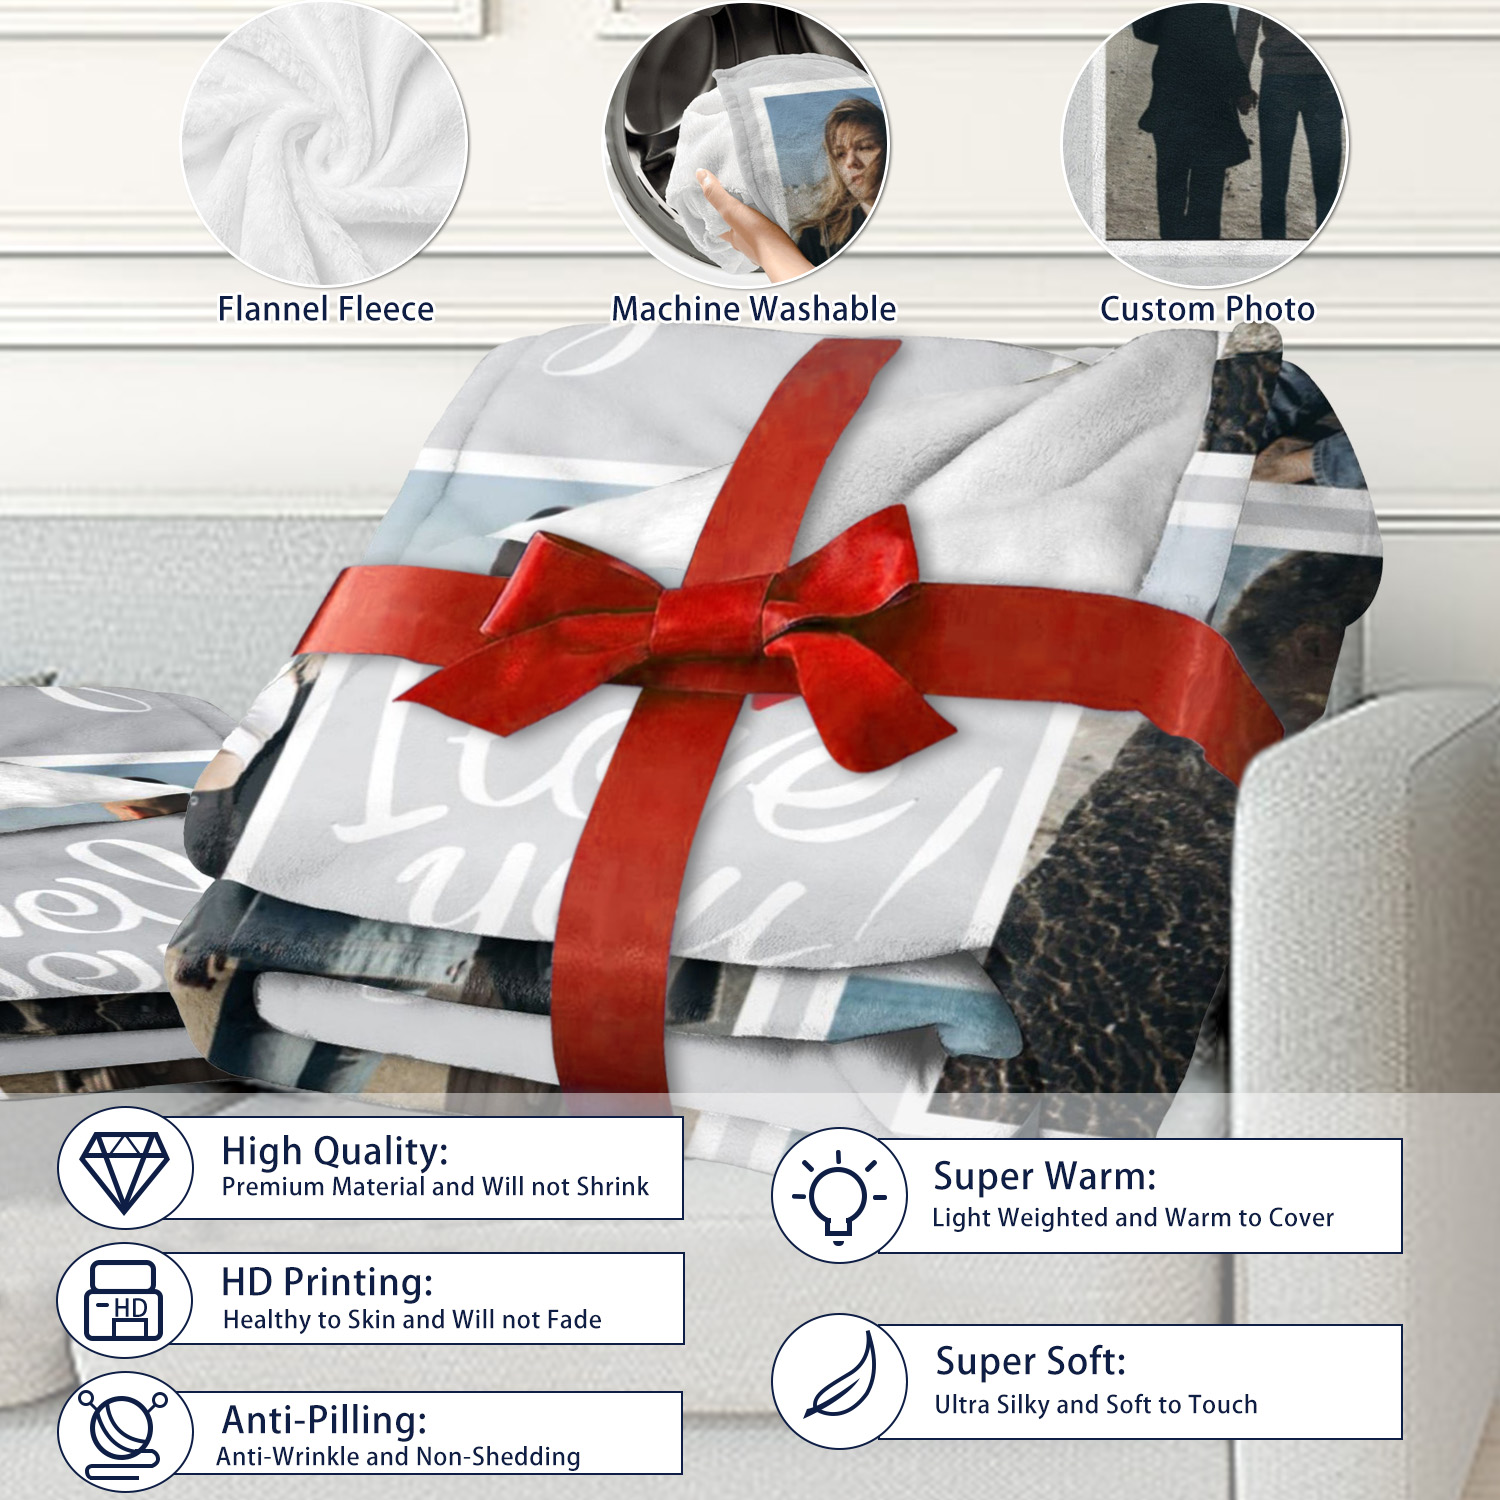 Flannel Fleece
Machine Washable
Custom Photo
I love
you!
High Quality:
Premium Material and Will not Shrink
Super Warm:
Light Weighted and Warm to Cover
HD Printing:
Healthy to Skin and Will not Fade
HD
Super Soft:
Ultra Silky and Soft to Touch
Anti-Pilling:
Anti-Wrinkle and Non-Shedding